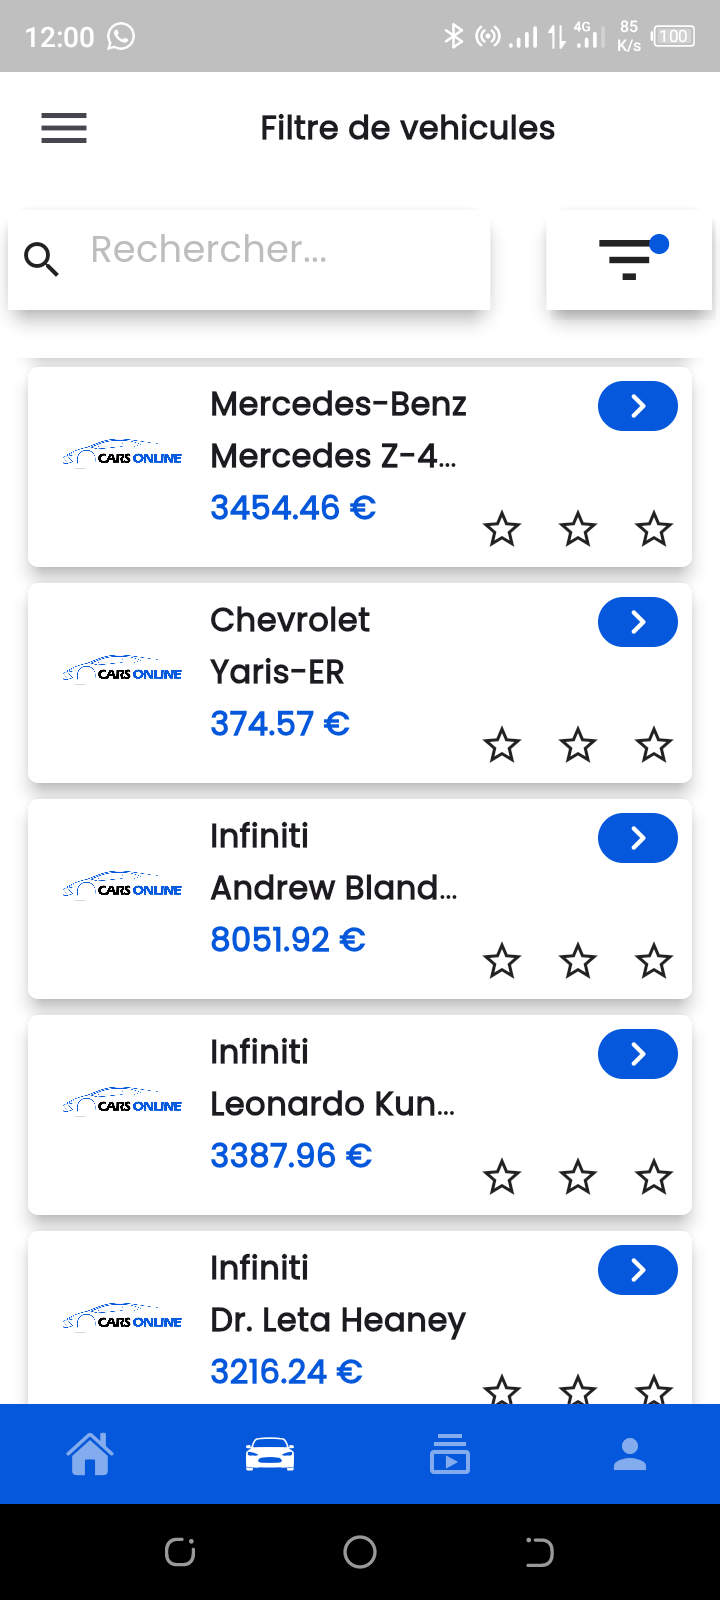 12:00
4G
85
K/s
100
Filtre de vehicules
Rechercher...
Mercedes-Benz
CARS ONLINE
Mercedes Z-4...
3454.46 €
Chevrolet
CARS ONLINE
Yaris-ER
374.57 €
Infiniti
CARS ONLINE
Andrew Bland...
8051.92 €
Infiniti
CARS ONLINE
Leonardo Kun...
3387.96 €
Infiniti
CARS ONLINE
Dr. Leta Heaney
3216.24 €